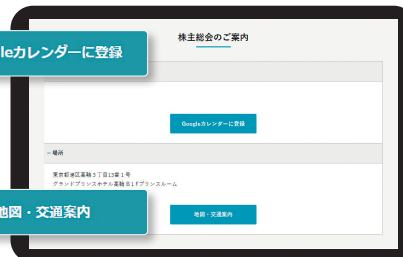 株主総会のご案内
leカレンダーに登録
Googleカレンダーに登録
場所
東京都港区高輪3丁目13番1号
グランドプリンスホテル高輪 B1F プリンスルーム
地図・交通案内
地図・交通案内